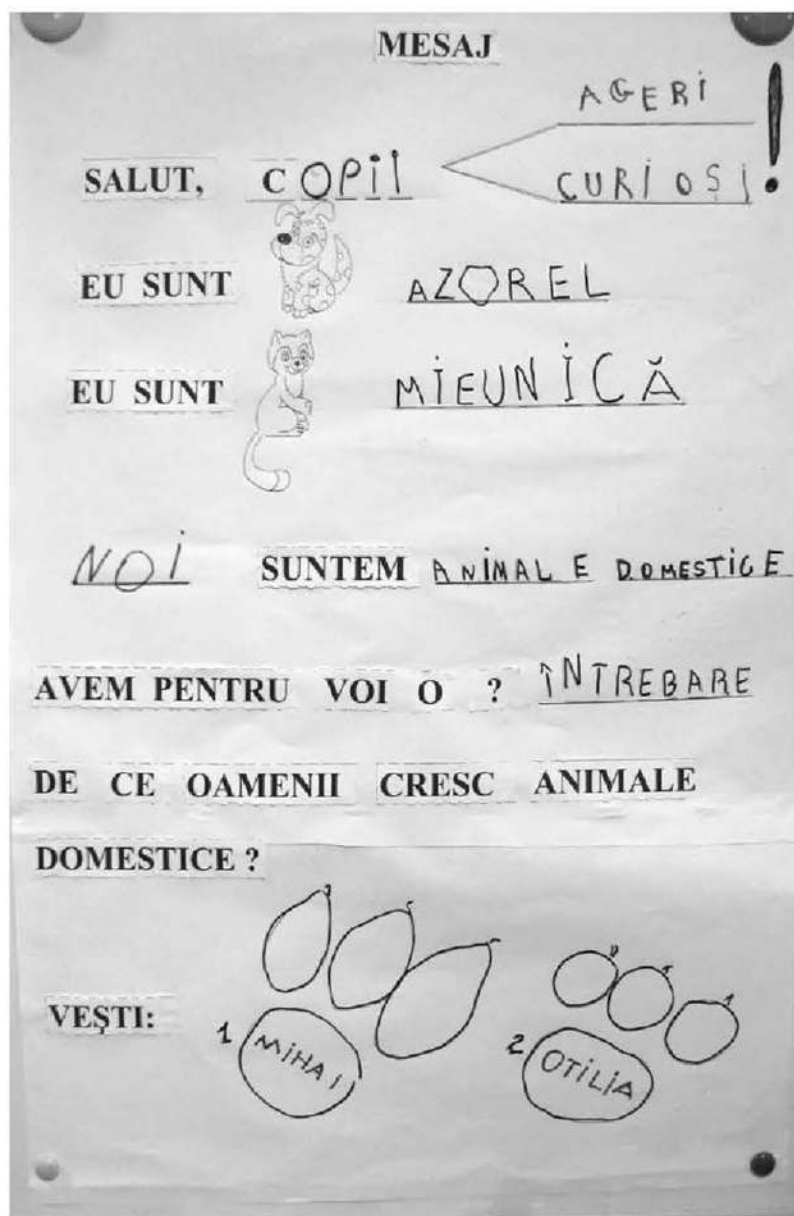 MESAJ
AGERI
SALUT, COPII CURIOȘI !
EU SUNT AZOREL
EU SUNT MIEUNICĂ
NOI SUNTEM ANIMALE DOMESTICE
AVEM PENTRU VOI O ? ÎNTREBARE
DE CE OAMENII CRESC ANIMALE
DOMESTICE ?
VEȘTI: 1 MIHAI 2 OTILIA